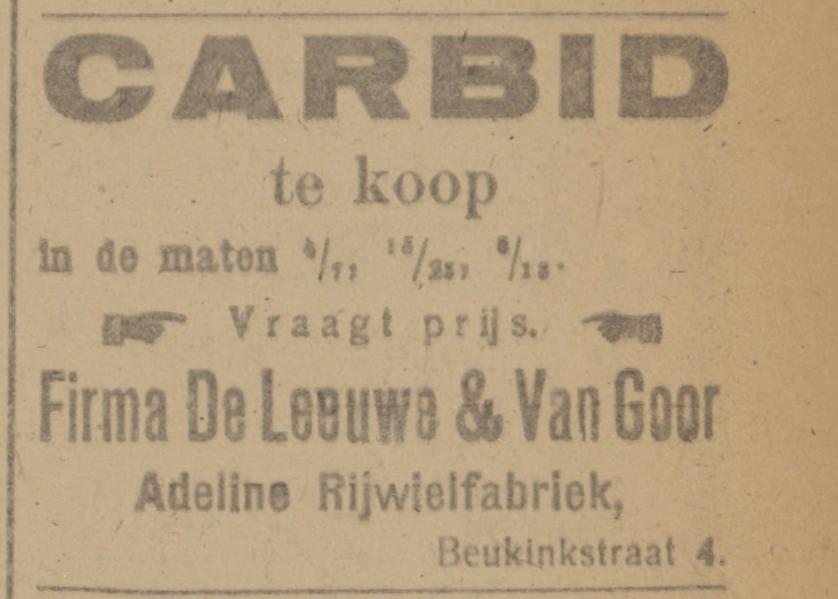 CARBID
te koop
in de maten 4/7, 15/25, 8/15.
Vraagt prijs.
Firma De Leeuwe & Van Goor
Adeline Rijwielfabriek,
Beukinkstraat 4.